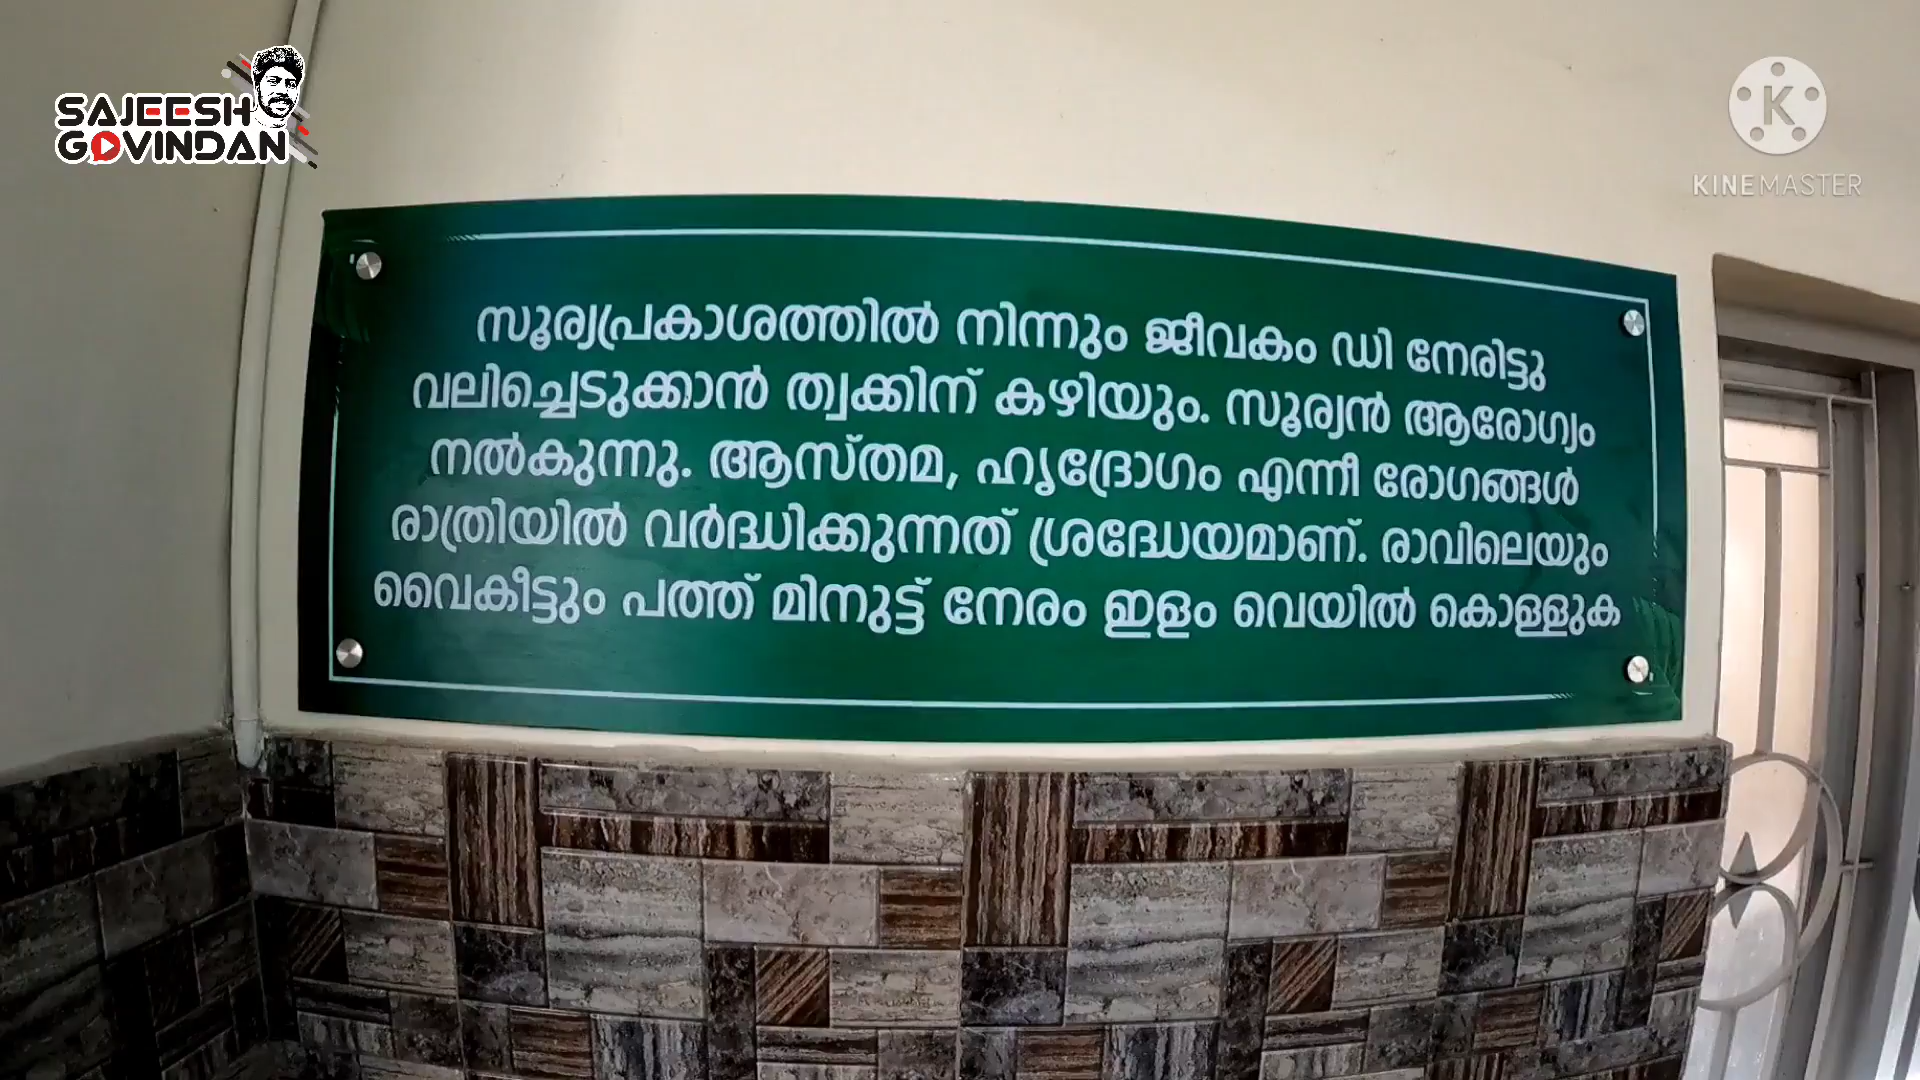 SAJEESH
GOVINDAN
KINEMASTER
സൂര്യപ്രകാശത്തിൽ നിന്നും ജീവകം ഡി നേരിട്ടു
വലിച്ചെടുക്കാൻ ത്വക്കിന് കഴിയും. സൂര്യൻ ആരോഗ്യം
നൽകുന്നു. ആസ്തമ, ഹൃദ്രോഗം എന്നീ രോഗങ്ങൾ
രാത്രിയിൽ വർദ്ധിക്കുന്നത് ശ്രദ്ധേയമാണ്. രാവിലെയും
വൈകീട്ടും പത്ത് മിനുട്ട് നേരം ഇളം വെയിൽ കൊള്ളുക